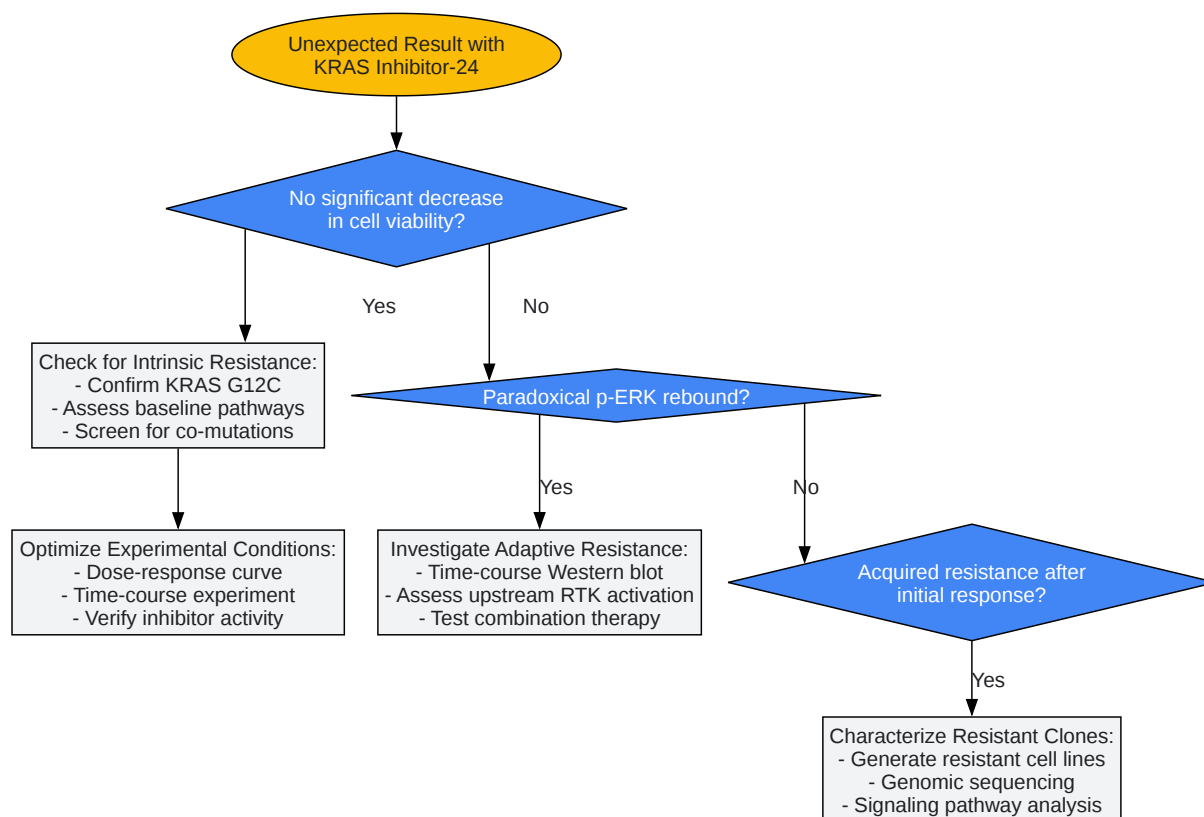 Unexpected Result with
KRAS Inhibitor-24
No significant decrease
in cell viability?
Yes
No
Check for Intrinsic Resistance:
- Confirm KRAS G12C
- Assess baseline pathways
- Screen for co-mutations
Paradoxical p-ERK rebound?
Yes
No
Optimize Experimental Conditions:
- Dose-response curve
- Time-course experiment
- Verify inhibitor activity
Investigate Adaptive Resistance:
- Time-course Western blot
- Assess upstream RTK activation
- Test combination therapy
Acquired resistance after
initial response?
Yes
Characterize Resistant Clones:
- Generate resistant cell lines
- Genomic sequencing
- Signaling pathway analysis